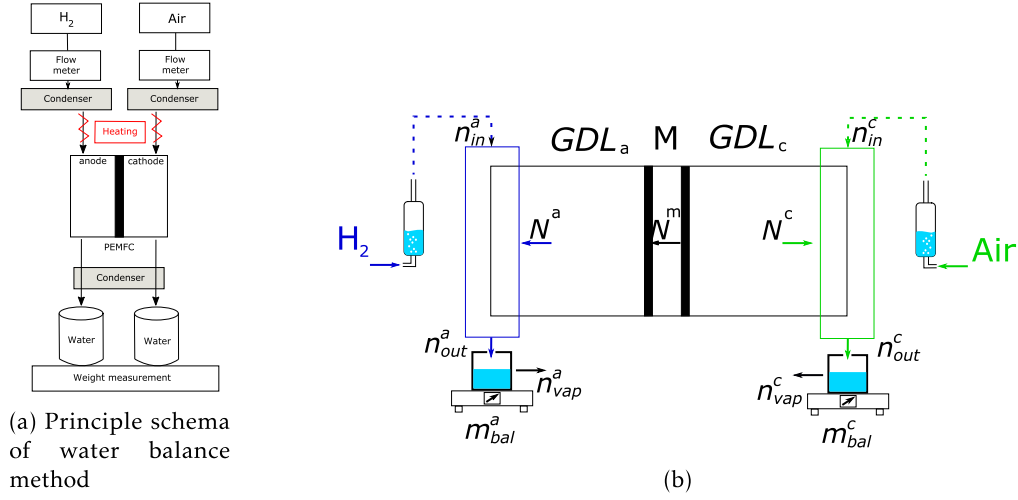 H2
Air
Flow
meter
Flow
meter
Condenser
Condenser
Heating
anode
cathode
PEMFC
Condenser
Water
Water
Weight measurement
(a) Principle schema
of water balance
method
n^a_in
GDLa
M
GDLc
n^c_in
H2
N^a
N^m
N^c
Air
n^a_out
n^a_vap
m^a_bal
n^c_out
n^c_vap
m^c_bal
(b)